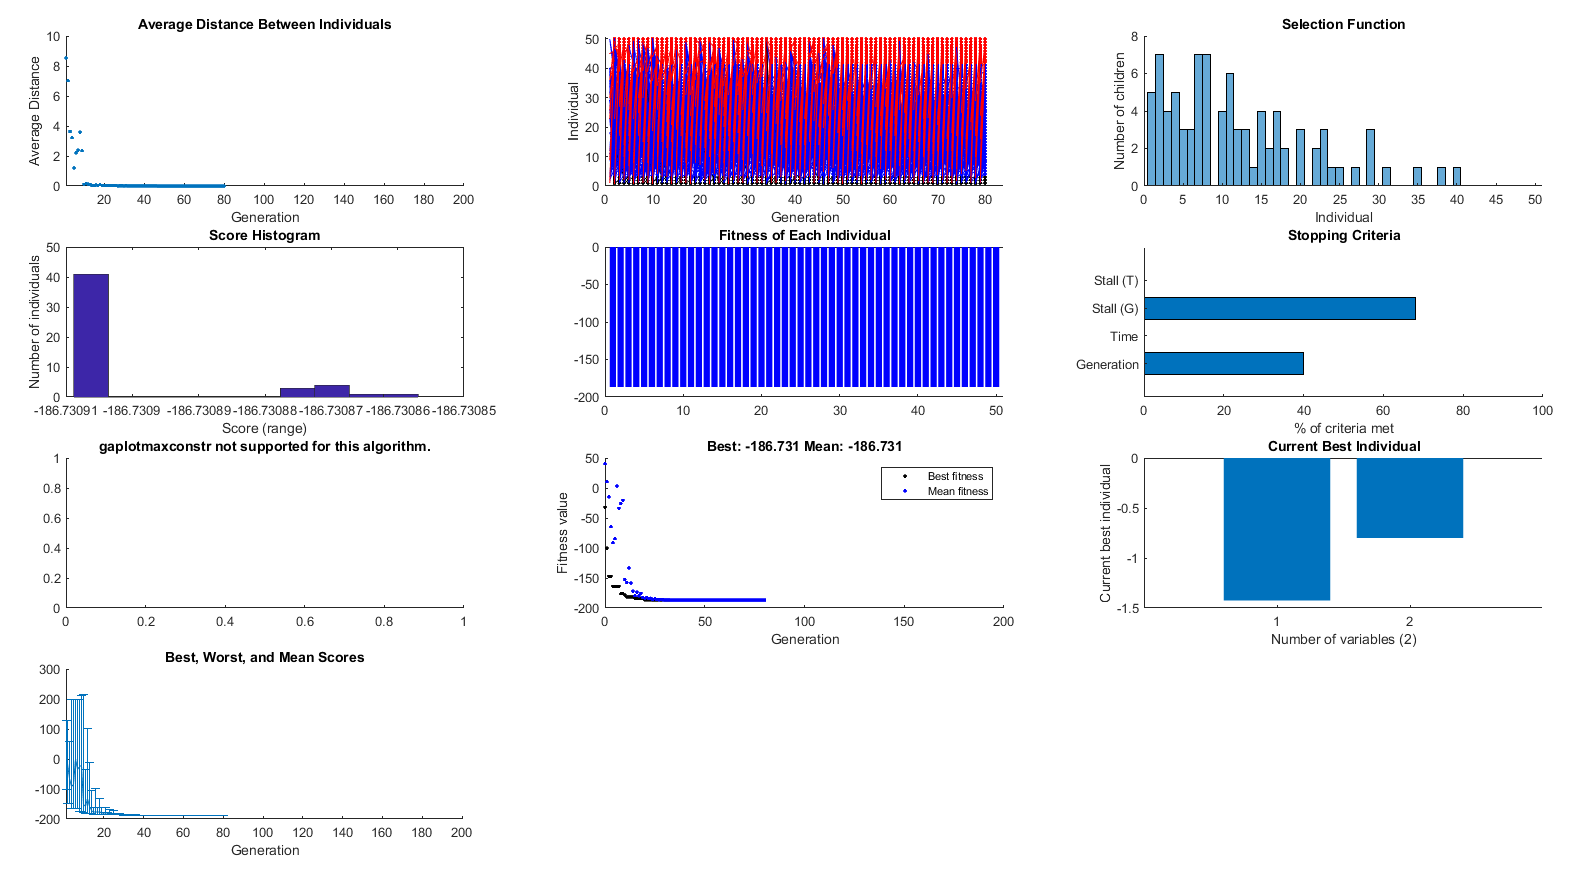 Average Distance Between Individuals
10
8
6
4
2
0
Average Distance
20 40 60 80 100 120 140 160 180 200
Generation
50
40
30
20
10
0
Individual
0 10 20 30 40 50 60 70 80
Generation
Selection Function
8
6
4
2
0
Number of children
0 5 10 15 20 25 30 35 40 45 50
Individual
Score Histogram
50
40
30
20
10
0
Number of individuals
-186.73091 -186.7309 -186.73089 -186.73088 -186.73087 -186.73086 -186.73085
Score (range)
Fitness of Each Individual
0
-50
-100
-150
-200
0 10 20 30 40 50
Stopping Criteria
Stall (T)
Stall (G)
Time
Generation
0 20 40 60 80 100
% of criteria met
gaplotmaxconstr not supported for this algorithm.
1
0.8
0.6
0.4
0.2
0
0 0.2 0.4 0.6 0.8 1
Best: -186.731 Mean: -186.731
50
0
-50
-100
-150
-200
Fitness value
Best fitness
Mean fitness
0 50 100 150 200
Generation
Current Best Individual
0
-0.5
-1
-1.5
Current best individual
1 2
Number of variables (2)
Best, Worst, and Mean Scores
300
200
100
0
-100
-200
20 40 60 80 100 120 140 160 180 200
Generation